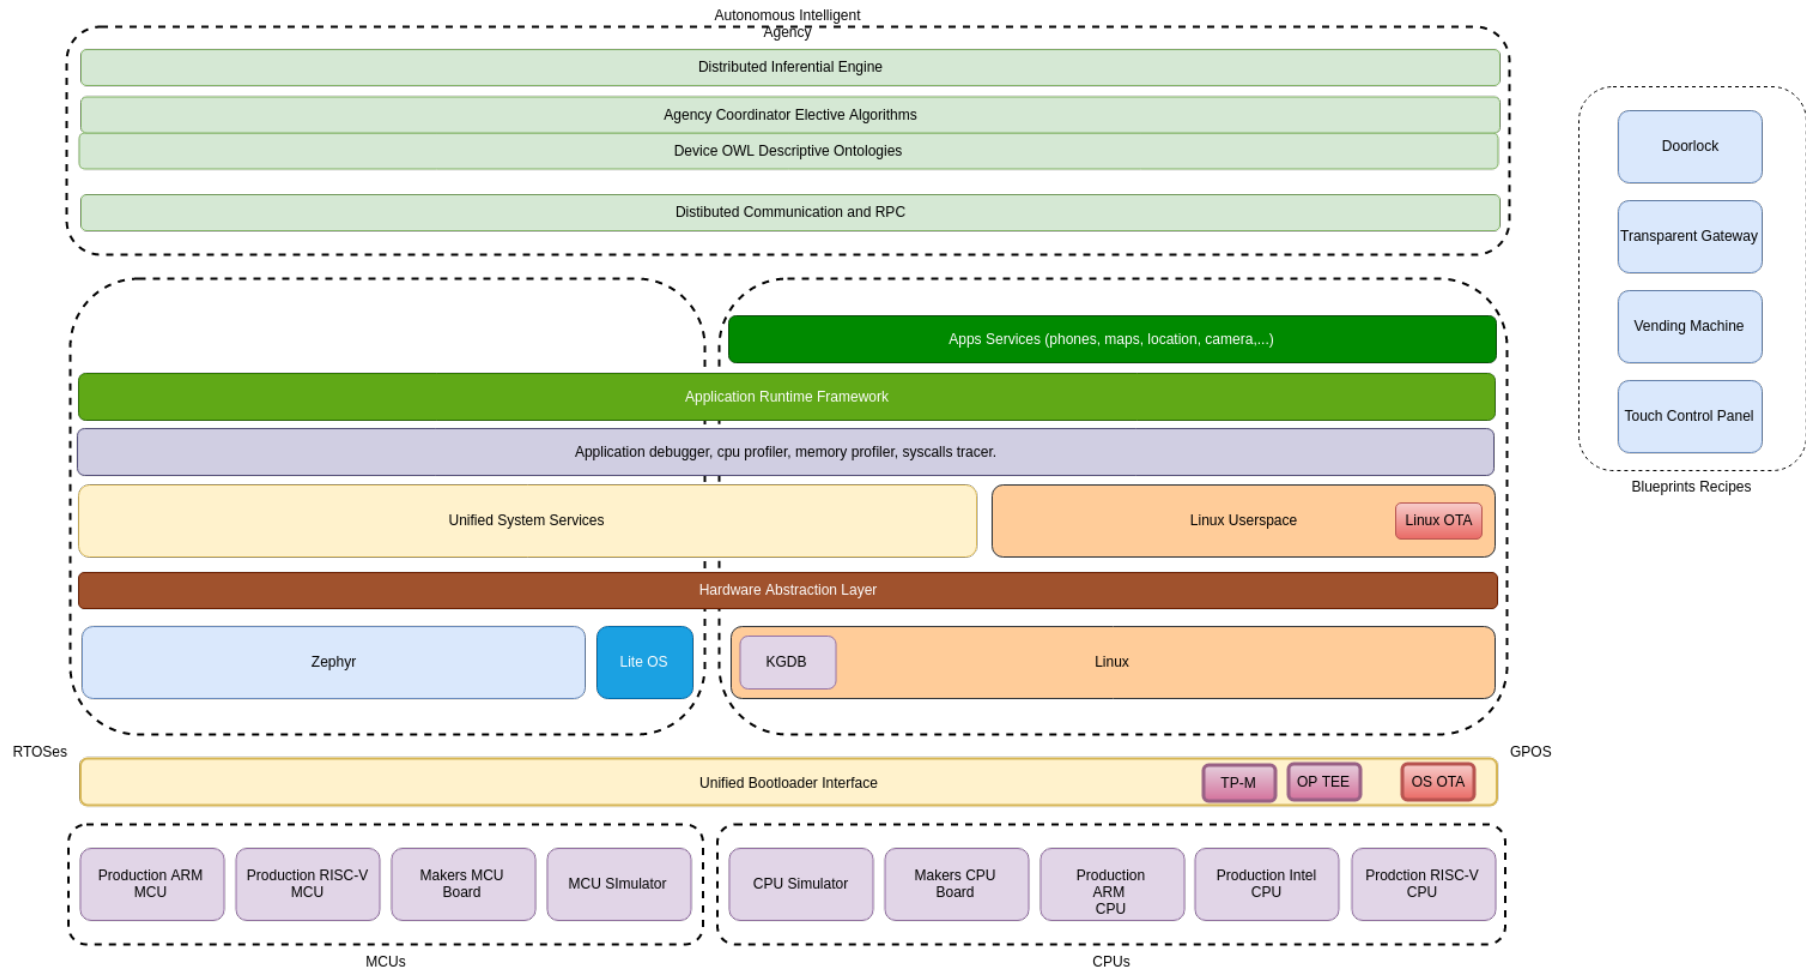 Autonomous Intelligent
Agency
Distributed Inferential Engine
Agency Coordinator Elective Algorithms
Device OWL Descriptive Ontologies
Distibuted Communication and RPC
Apps Services (phones, maps, location, camera,...)
Application Runtime Framework
Application debugger, cpu profiler, memory profiler, syscalls tracer.
Unified System Services
Linux Userspace
Linux OTA
Hardware Abstraction Layer
Zephyr
Lite OS
KGDB
Linux
RTOSes
GPOS
Unified Bootloader Interface
TP-M
OP TEE
OS OTA
Production ARM
MCU
Production RISC-V
MCU
Makers MCU
Board
MCU SImulator
CPU Simulator
Makers CPU
Board
Production
ARM
CPU
Production Intel
CPU
Prodction RISC-V
CPU
MCUs
CPUs
Doorlock
Transparent Gateway
Vending Machine
Touch Control Panel
Blueprints Recipes